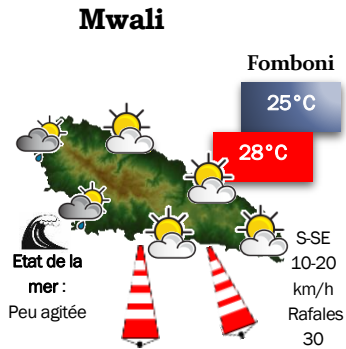 Mwali
Fomboni
25°C
28°C
Etat de la
mer :
Peu agitée
S-SE
10-20
km/h
Rafales
30